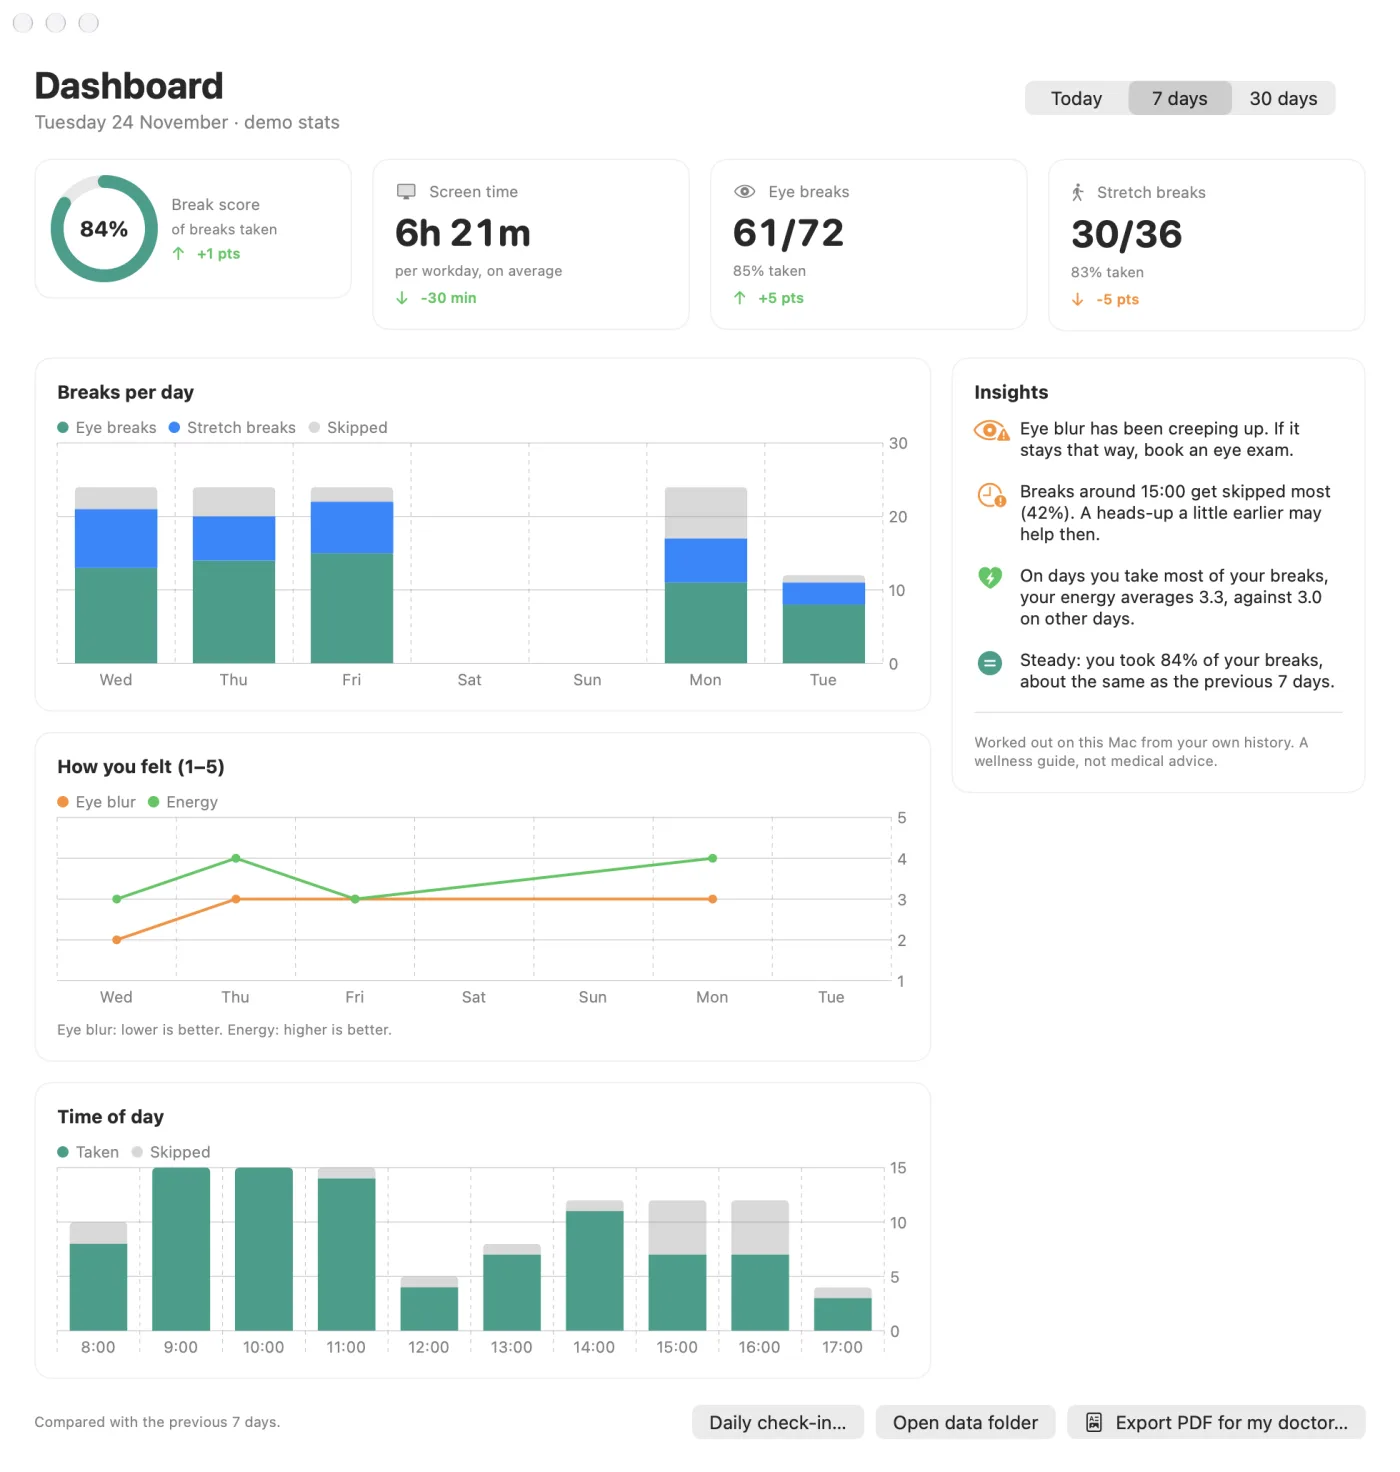 Dashboard
Tuesday 24 November · demo stats
Today
7 days
30 days
84%
Break score
of breaks taken
↑ +1 pts
Screen time
6h 21m
per workday, on average
↓ -30 min
Eye breaks
61/72
85% taken
↑ +5 pts
Stretch breaks
30/36
83% taken
↓ -5 pts
Breaks per day
Eye breaks
Stretch breaks
Skipped
30
20
10
0
Wed
Thu
Fri
Sat
Sun
Mon
Tue
Insights
Eye blur has been creeping up. If it
stays that way, book an eye exam.
Breaks around 15:00 get skipped most
(42%). A heads-up a little earlier may
help then.
On days you take most of your breaks,
your energy averages 3.3, against 3.0
on other days.
Steady: you took 84% of your breaks,
about the same as the previous 7 days.
Worked out on this Mac from your own history. A
wellness guide, not medical advice.
How you felt (1–5)
Eye blur
Energy
5
4
3
2
1
Wed
Thu
Fri
Sat
Sun
Mon
Tue
Eye blur: lower is better. Energy: higher is better.
Time of day
Taken
Skipped
15
10
5
0
8:00
9:00
10:00
11:00
12:00
13:00
14:00
15:00
16:00
17:00
Compared with the previous 7 days.
Daily check-in...
Open data folder
Export PDF for my doctor...